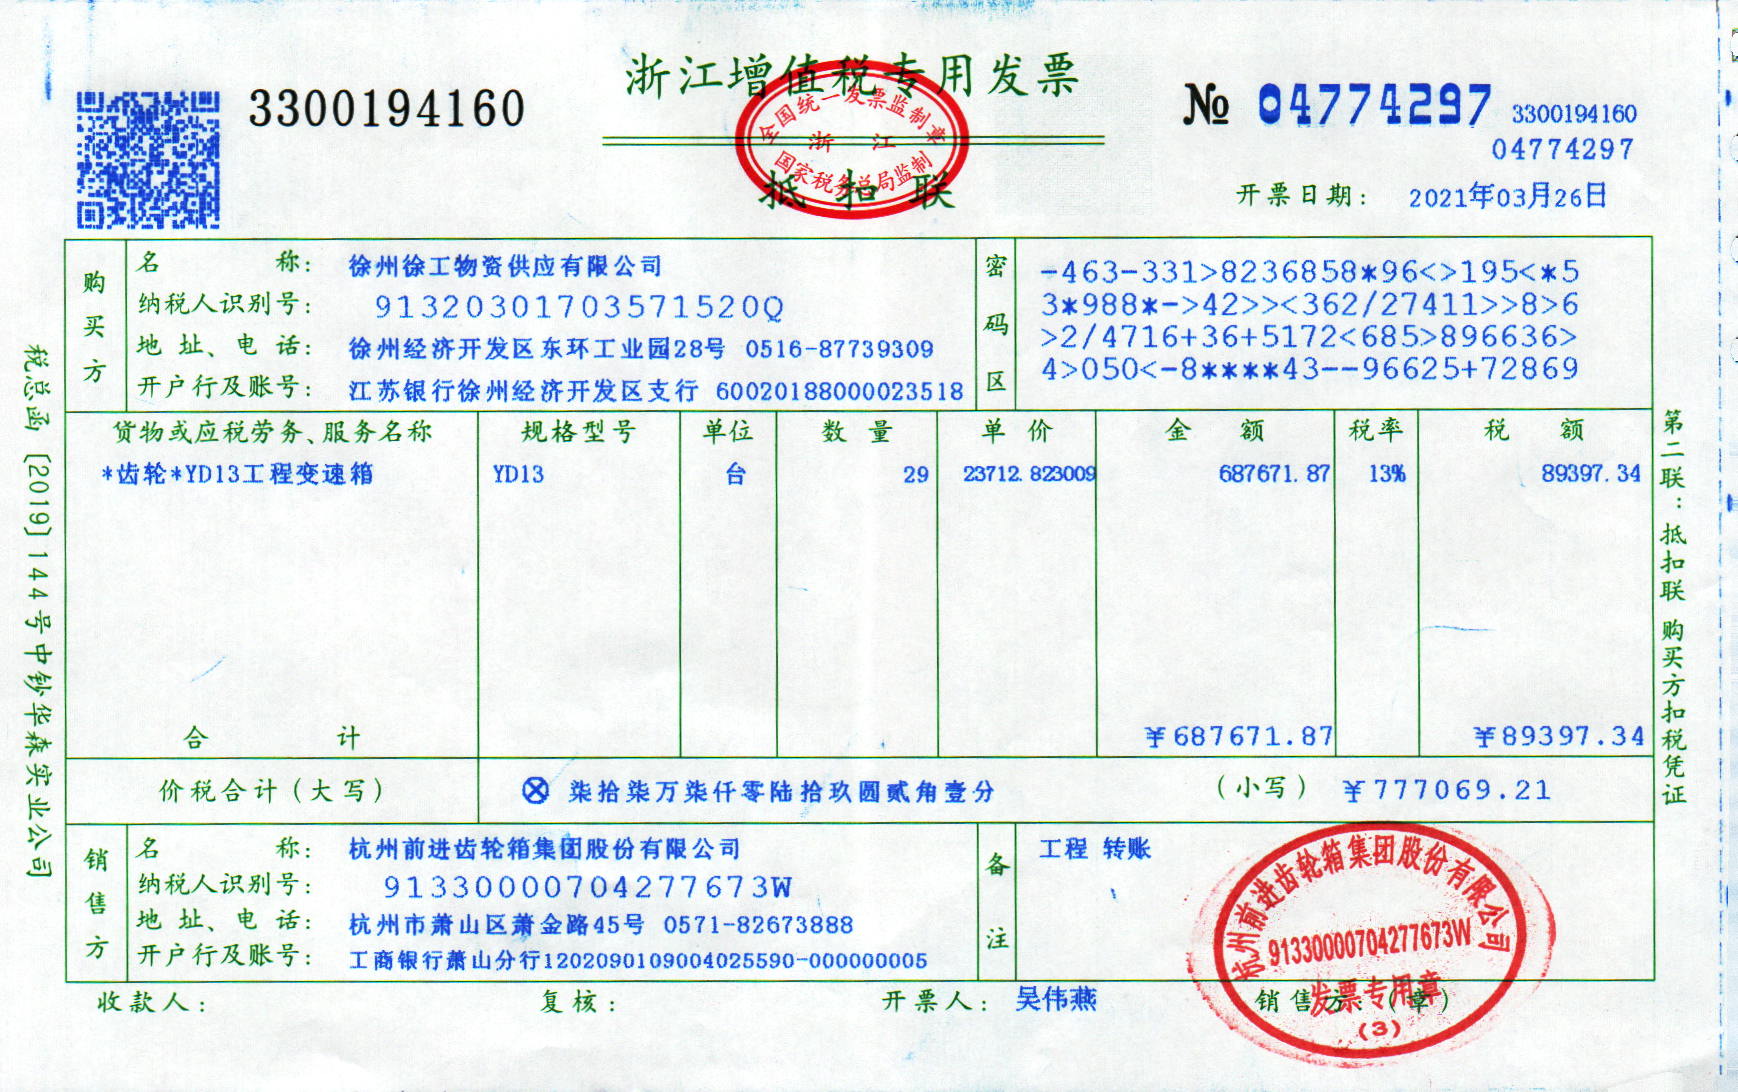 浙江增值税专用发票
3300194160
№ 04774297
3300194160
04774297
全国统一发票监制章
浙 江
国家税务总局监制
抵扣联
开票日期： 2021年03月26日
购买方
名 称： 徐州徐工物资供应有限公司
纳税人识别号： 91320301703571520Q
地 址、电 话： 徐州经济开发区东环工业园28号 0516-87739309
开户行及账号： 江苏银行徐州经济开发区支行 60020188000023518
密码区
-463-331>8236858*96<>195<*5
3*988*->42>><362/27411>>8>6
>2/4716+36+5172<685>896636>
4>050<-8****43--96625+72869
货物或应税劳务、服务名称 规格型号 单位 数 量 单 价 金 额 税率 税 额
*齿轮*YD13工程变速箱 YD13 台 29 23712.823009 687671.87 13% 89397.34
合 计 ￥687671.87 ￥89397.34
价税合计（大写） ⊗ 柒拾柒万柒仟零陆拾玖圆贰角壹分 （小写） ￥777069.21
销售方
名 称： 杭州前进齿轮箱集团股份有限公司
纳税人识别号： 91330000704277673W
地 址、电 话： 杭州市萧山区萧金路45号 0571-82673888
开户行及账号： 工商银行萧山分行1202090109004025590-000000005
备注
工程 转账
杭州前进齿轮箱集团股份有限公司
91330000704277673W
发票专用章
(3)
收款人： 复核： 开票人： 吴伟燕 销售方：（章）
税总函［2019］144号中钞华森实业公司
第二联：抵扣联 购买方扣税凭证